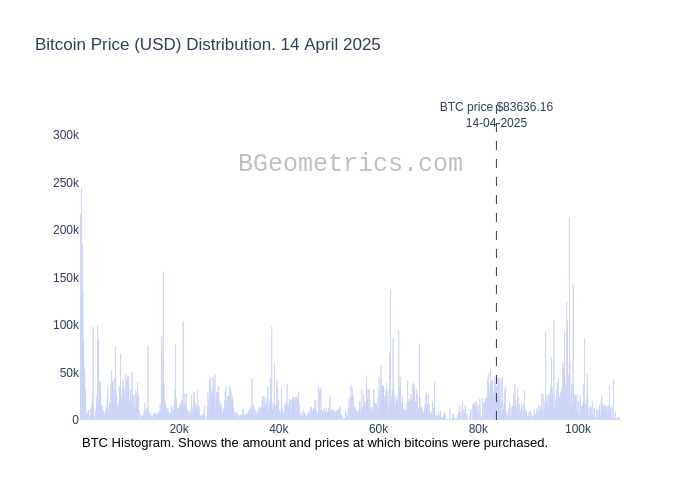 Bitcoin Price (USD) Distribution. 14 April 2025
BTC price $83636.16
14-04-2025
300k
BGeometrics.com
250k
200k
150k
100k
50k
0
20k 40k 60k 80k 100k
BTC Histogram. Shows the amount and prices at which bitcoins were purchased.